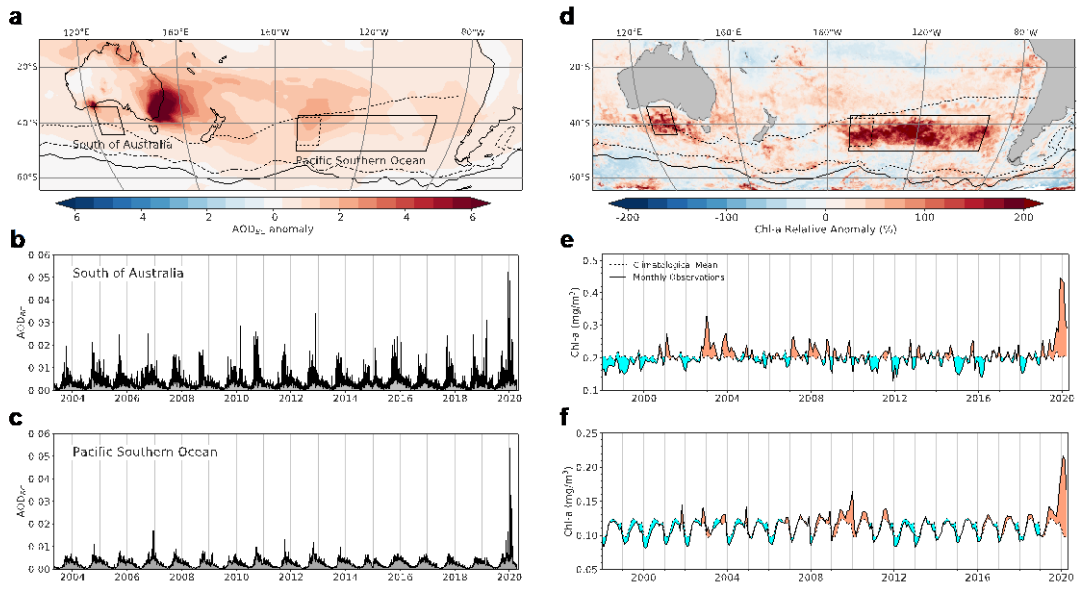 a
120°E 160°E 160°W 120°W 80°W
20°S
40°S
60°S
South of Australia
Pacific Southern Ocean
6 4 2 0 2 4 6
AOD_BC anomaly
b
South of Australia
AOD_BC
0 06
0 05
0 04
0 03
0 02
0 01
0 00
2004 2006 2008 2010 2012 2014 2016 2018 2020
c
Pacific Southern Ocean
AOD_BC
0 06
0 05
0 04
0 03
0 02
0 01
0 00
2004 2006 2008 2010 2012 2014 2016 2018 2020
d
120°E 160°E 160°W 120°W 80°W
20°S
40°S
60°S
-200 -100 0 100 200
Chl-a Relative Anomaly (%)
e
Climatological Mean
Monthly Observations
Chl-a (mg/m³)
0.5
0.4
0.3
0.2
0.1
2000 2004 2008 2012 2016 2020
f
Chl-a (mg/m³)
0.25
0.20
0.15
0.10
0.05
2000 2004 2008 2012 2016 2020